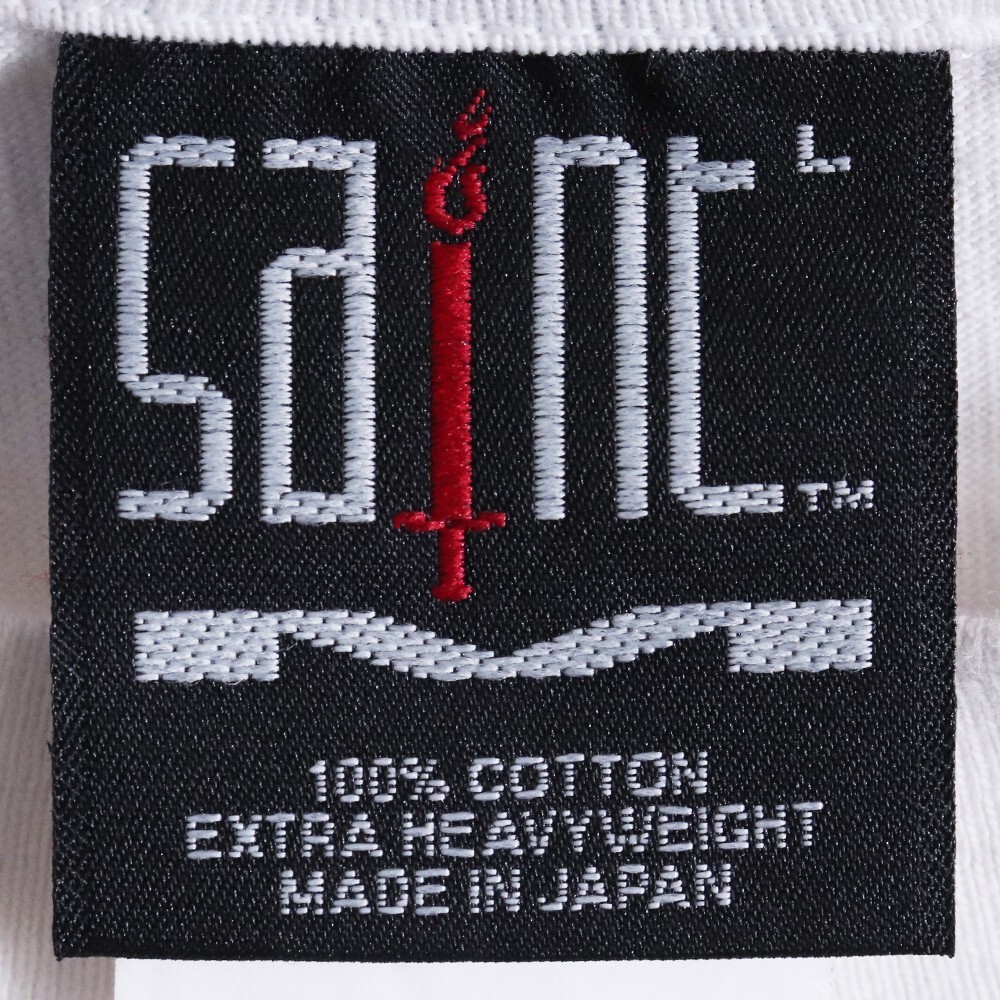 saint L
TM
100% COTTON
EXTRA HEAVYWEIGHT
MADE IN JAPAN